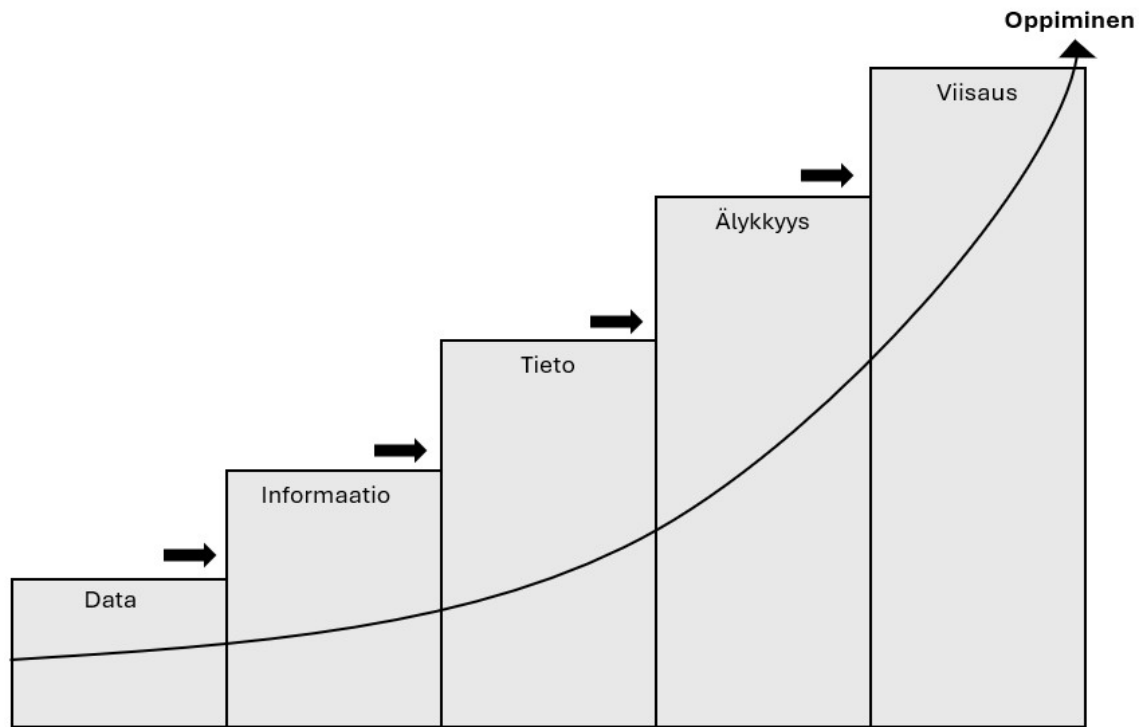 Oppiminen
Viisaus
Älykkyys
Tieto
Informaatio
Data